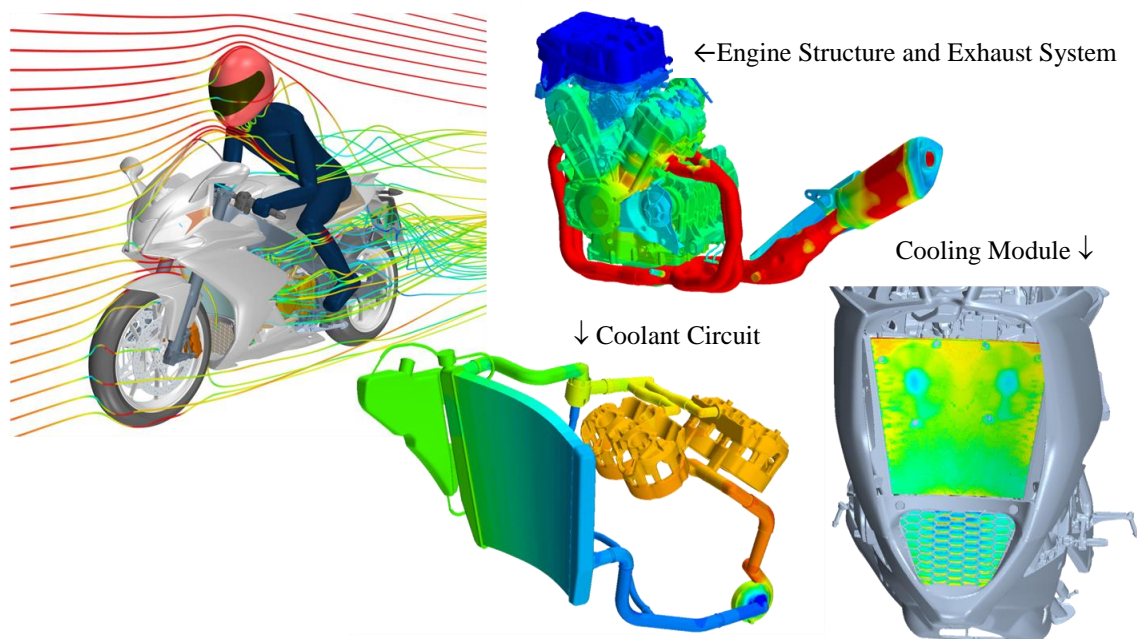 ←Engine Structure and Exhaust System
Cooling Module ↓
↓ Coolant Circuit